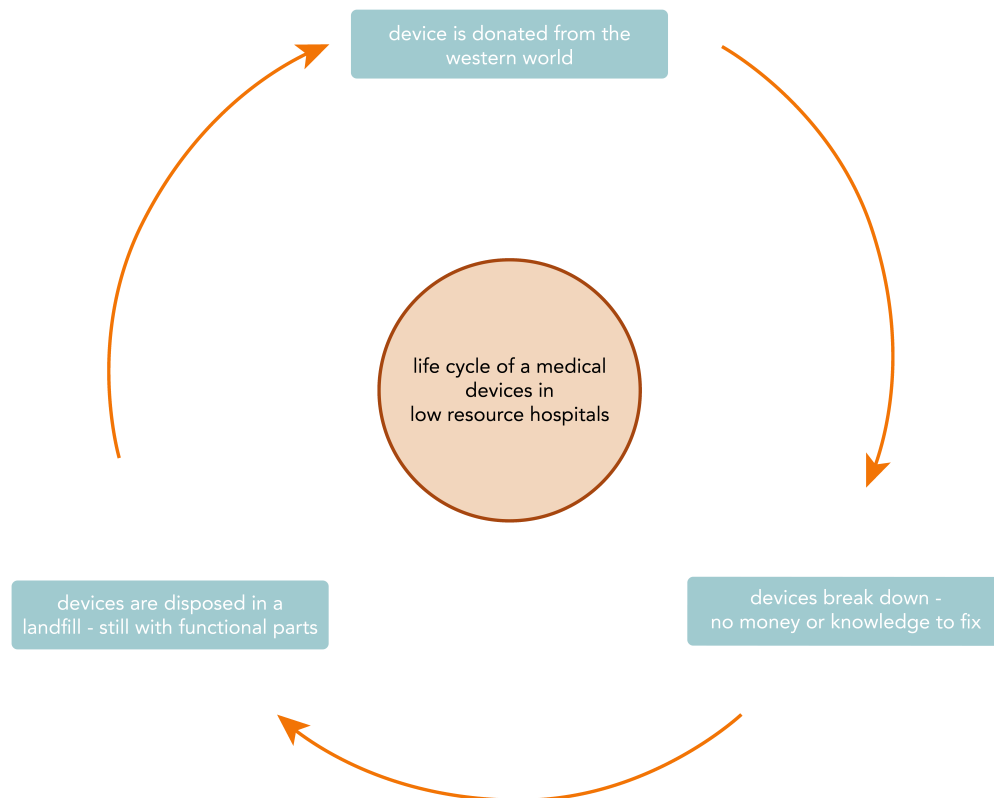 device is donated from the
western world
life cycle of a medical
devices in
low resource hospitals
devices are disposed in a
landfill - still with functional parts
devices break down -
no money or knowledge to fix